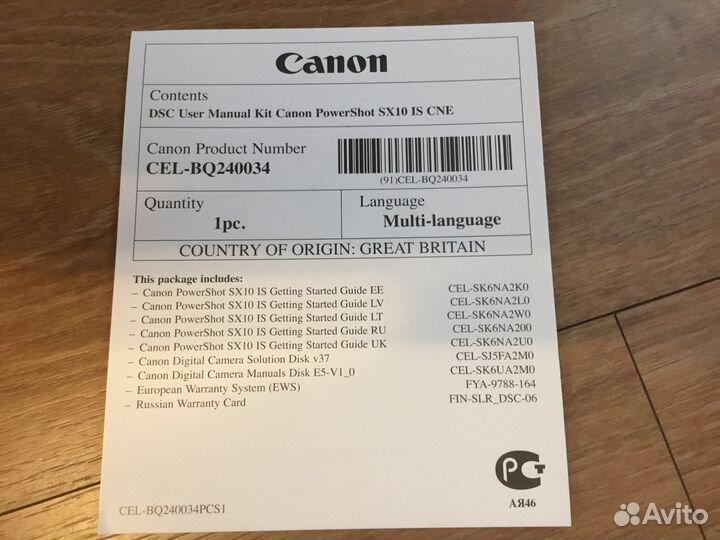 Canon
Contents
DSC User Manual Kit Canon PowerShot SX10 IS CNE
Canon Product Number
CEL-BQ240034
(91)CEL-BQ240034
Quantity
1pc.
Language
Multi-language
COUNTRY OF ORIGIN: GREAT BRITAIN
This package includes:
– Canon PowerShot SX10 IS Getting Started Guide EE CEL-SK6NA2K0
– Canon PowerShot SX10 IS Getting Started Guide LV CEL-SK6NA2L0
– Canon PowerShot SX10 IS Getting Started Guide LT CEL-SK6NA2W0
– Canon PowerShot SX10 IS Getting Started Guide RU CEL-SK6NA200
– Canon PowerShot SX10 IS Getting Started Guide UK CEL-SK6NA2U0
– Canon Digital Camera Solution Disk v37 CEL-SJ5FA2M0
– Canon Digital Camera Manuals Disk E5-V1_0 CEL-SK6UA2M0
– European Warranty System (EWS) FYA-9788-164
– Russian Warranty Card FIN-SLR_DSC-06
РСТ
АЯ46
CEL-BQ240034PCS1
Avito